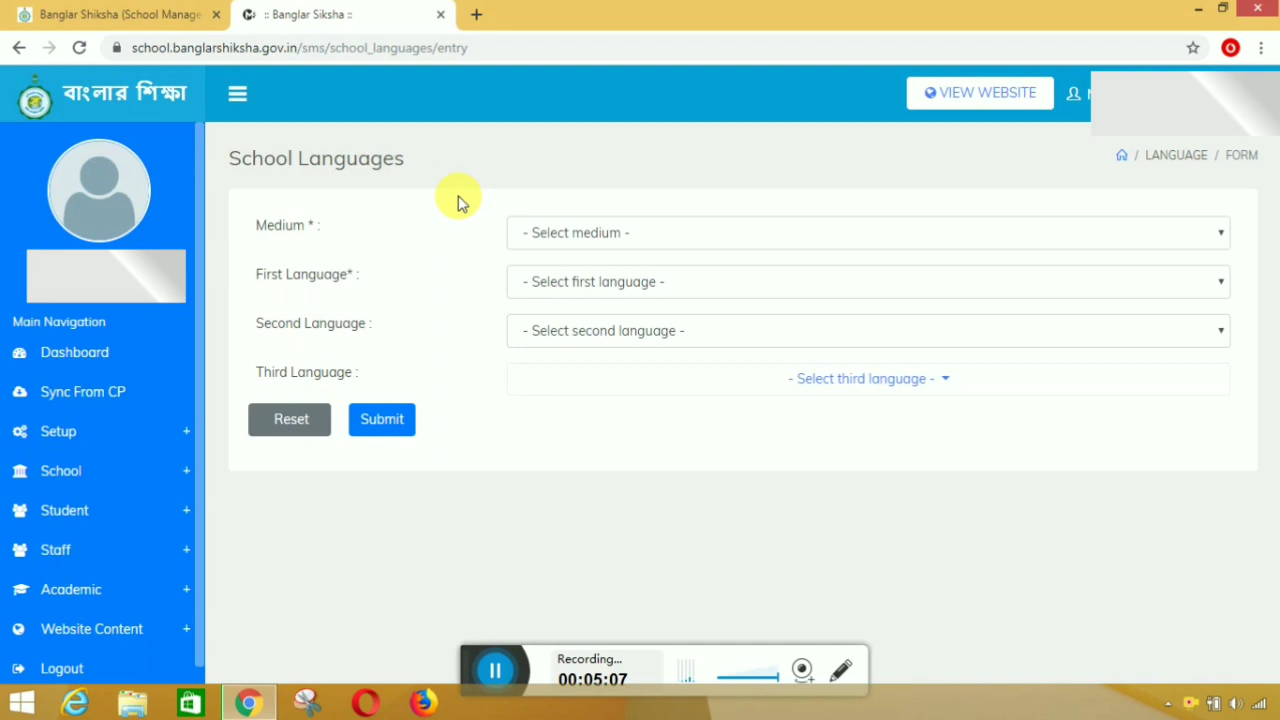 Banglar Shiksha (School Manage
:: Banglar Siksha ::
school.banglarshiksha.gov.in/sms/school_languages/entry
বাংলার শিক্ষা
VIEW WEBSITE
School Languages
/ LANGUAGE / FORM
Medium * :
- Select medium -
First Language* :
- Select first language -
Second Language :
- Select second language -
Third Language :
- Select third language -
Reset
Submit
Main Navigation
Dashboard
Sync From CP
Setup +
School +
Student +
Staff +
Academic +
Website Content +
Logout
Recording...
00:05:07